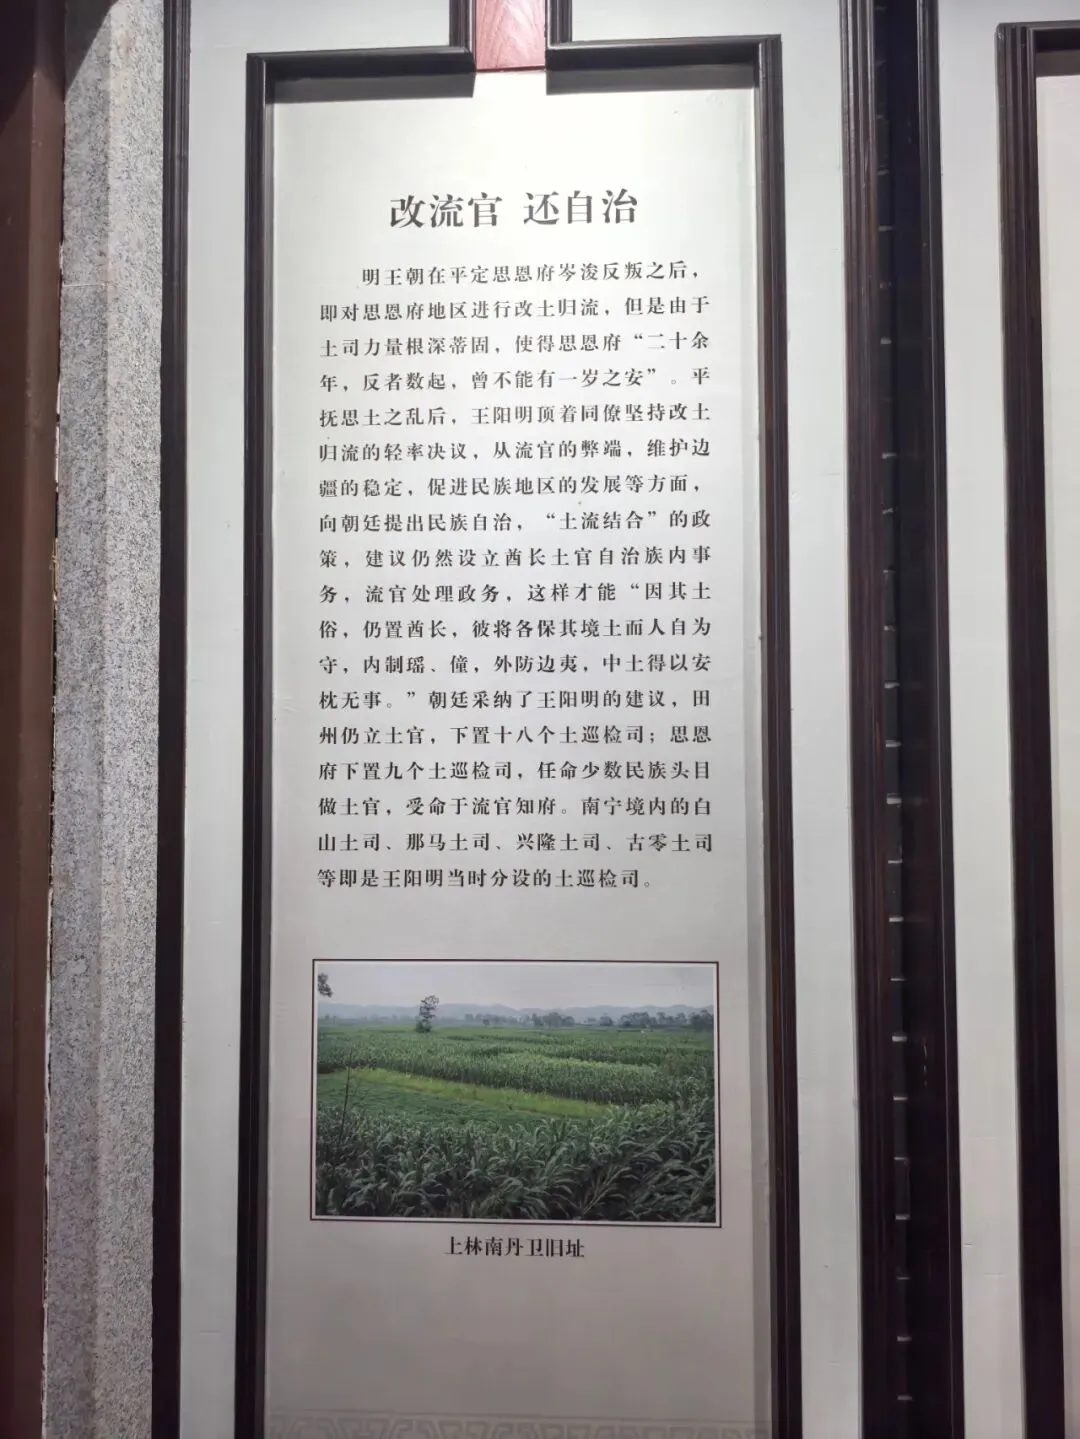 改流官 还自治
明王朝在平定思恩府岑浚反叛之后，
即对思恩府地区进行改土归流，但是由于
土司力量根深蒂固，使得思恩府“二十余
年，反者数起，曾不能有一岁之安”。平
抚思土之乱后，王阳明顶着同僚坚持改土
归流的轻率决议，从流官的弊端，维护边
疆的稳定，促进民族地区的发展等方面，
向朝廷提出民族自治，“土流结合”的政
策，建议仍然设立酋长土官自治族内事
务，流官处理政务，这样才能“因其土
俗，仍置酋长，彼将各保其境土而人自为
守，内制瑶、僮，外防边夷，中土得以安
枕无事。”朝廷采纳了王阳明的建议，田
州仍立土官，下置十八个土巡检司；思恩
府下置九个土巡检司，任命少数民族头目
做土官，受命于流官知府。南宁境内的白
山土司、那马土司、兴隆土司、古零土司
等即是王阳明当时分设的土巡检司。
上林南丹卫旧址